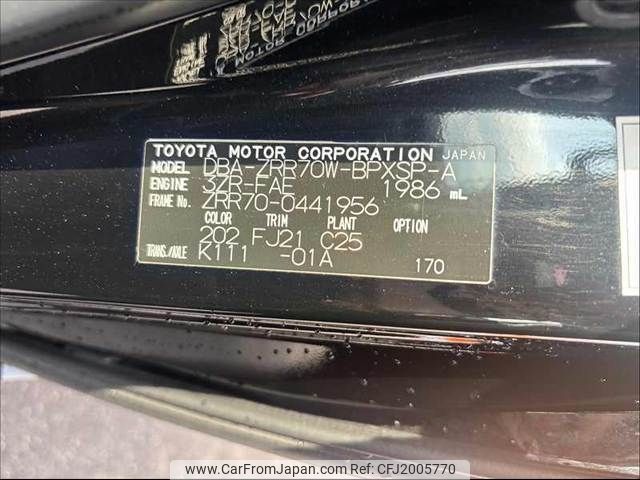 TOYOTA MOTOR CORPORATION JAPAN
MODEL DBA-ZRR70W-BPXSP-A
ENGINE 3ZR-FAE 1986 mL
FRAME No. ZRR70-0441956
COLOR TRIM PLANT OPTION
202 FJ21 C25
TRANS./AXLE K111 -01A 170
www.CarFromJapan.com Ref: CFJ2005770